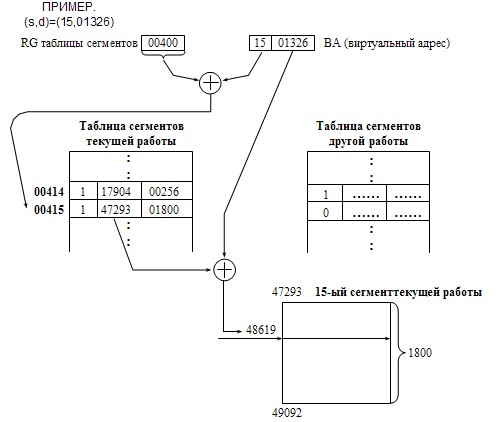 ПРИМЕР.
(s,d)=(15,01326)
RG таблицы сегментов 00400 15 01326 ВА (виртуальный адрес)
Таблица сегментов
текущей работы
Таблица сегментов
другой работы
00414 1 17904 00256
00415 1 47293 01800
1 ...... ......
0 ...... ......
47293 15-ый сегменттекущей работы
48619
1800
49092